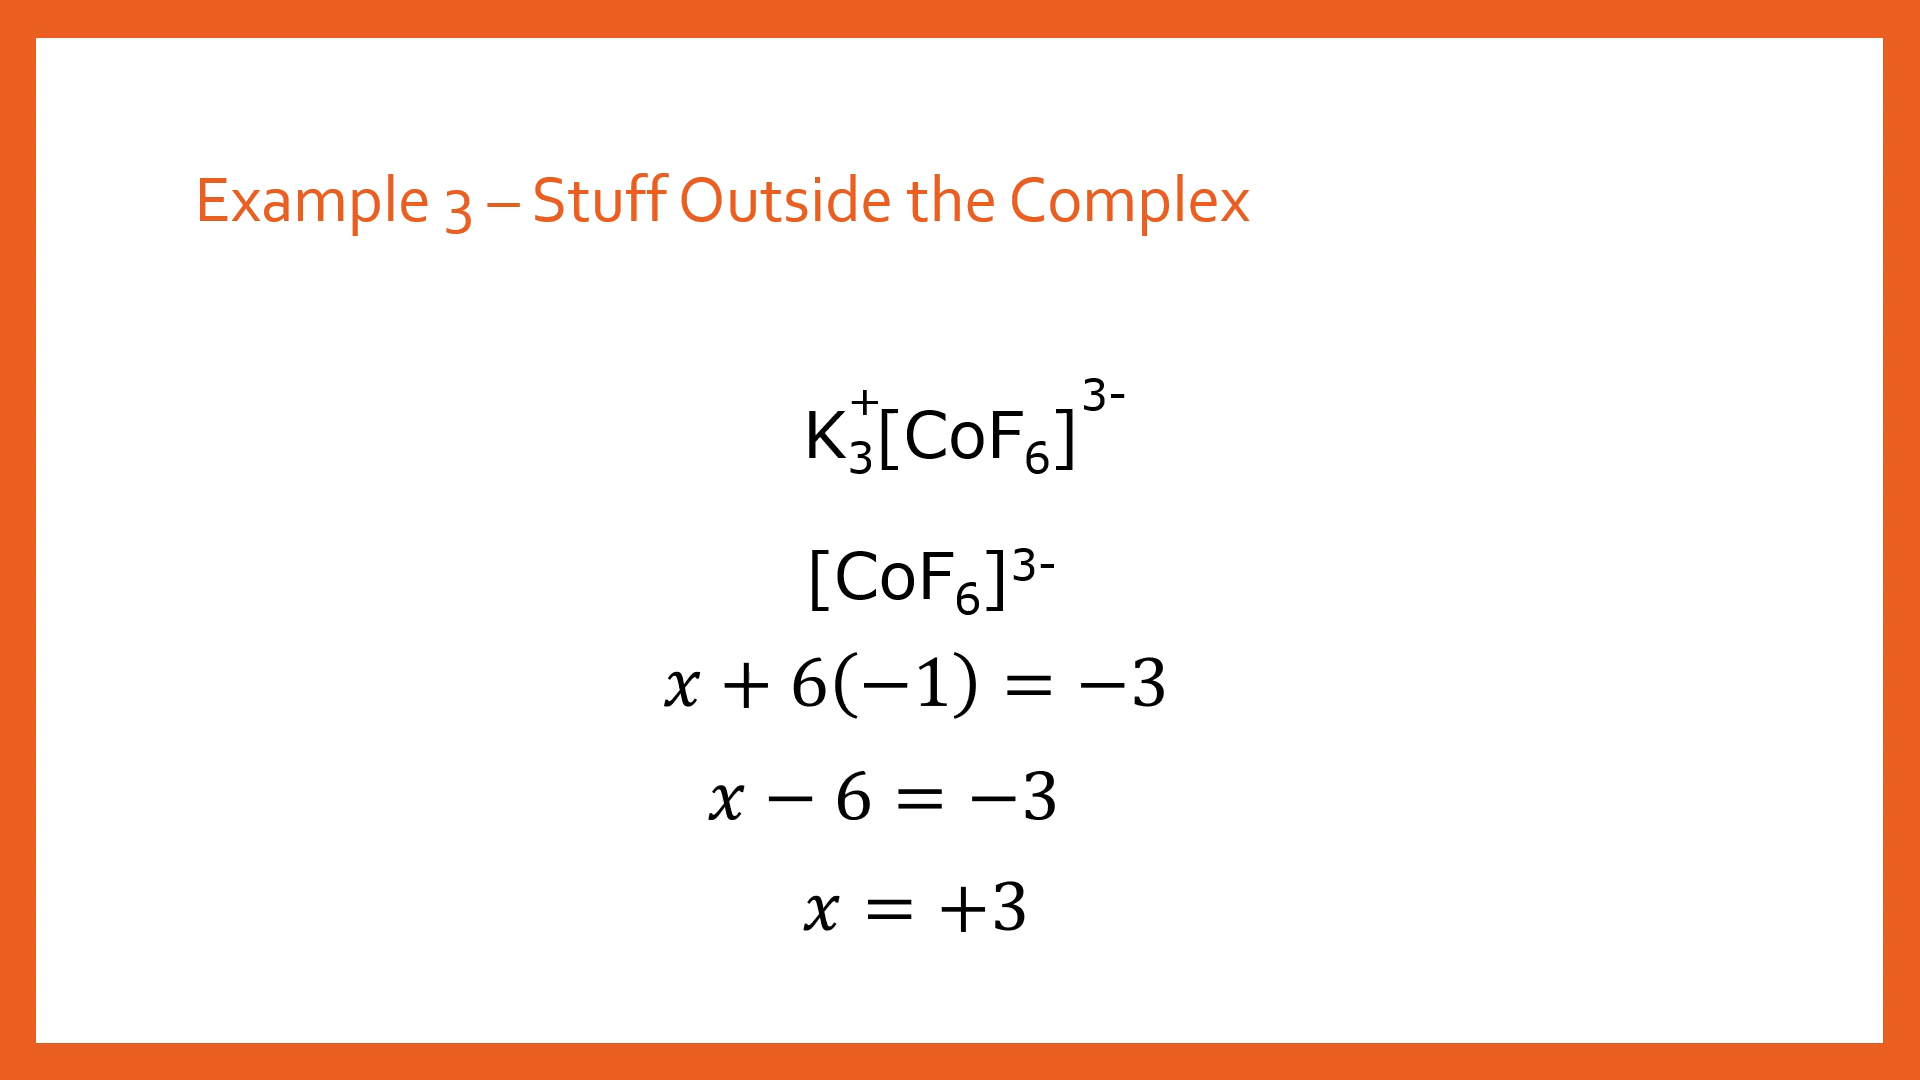 Example 3 – Stuff Outside the Complex
K₃⁺[CoF₆]³⁻
[CoF₆]³⁻
x + 6(−1) = −3
x − 6 = −3
x = +3